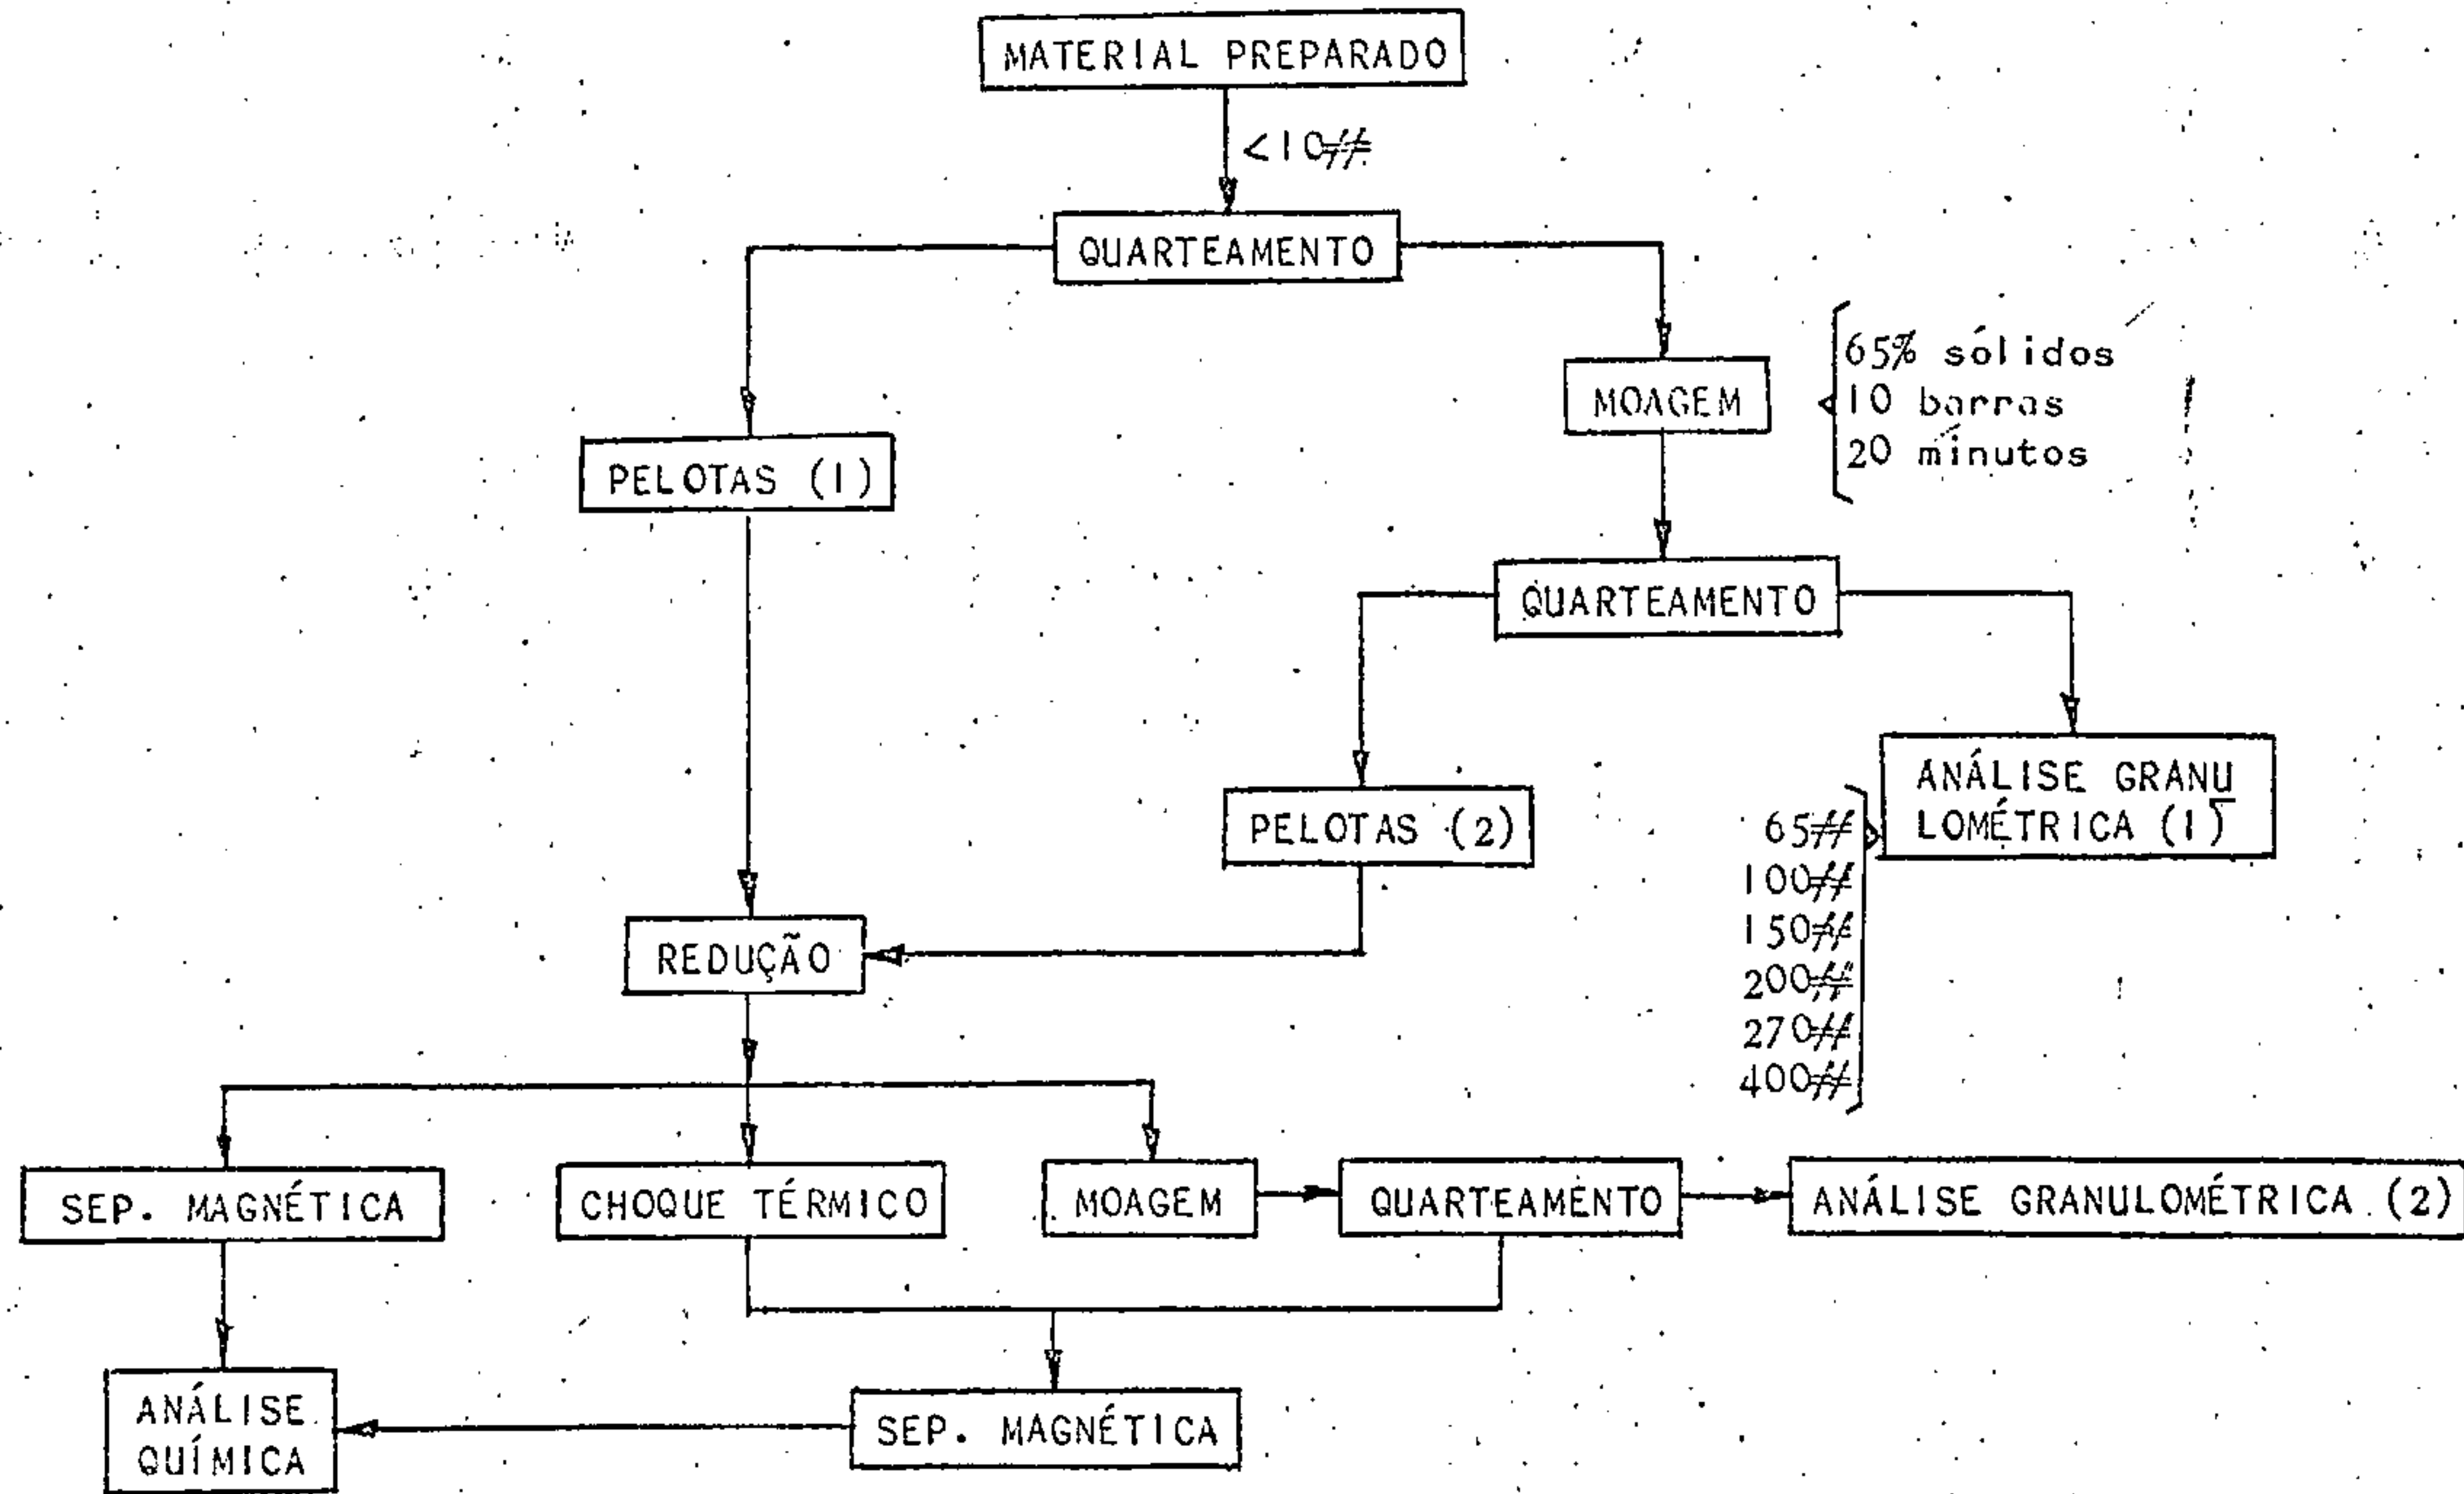 MATERIAL PREPARADO
<10#
QUARTEAMENTO
MOAGEM
65% sólidos
10 barras
20 minutos
PELOTAS (1)
QUARTEAMENTO
ANÁLISE GRANU
LOMÉTRICA (1)
PELOTAS (2)
65#
100#
150#
200#
270#
400#
REDUÇÃO
SEP. MAGNÉTICA
CHOQUE TÉRMICO
MOAGEM
QUARTEAMENTO
ANÁLISE GRANULOMÉTRICA (2)
ANÁLISE
QUÍMICA
SEP. MAGNÉTICA